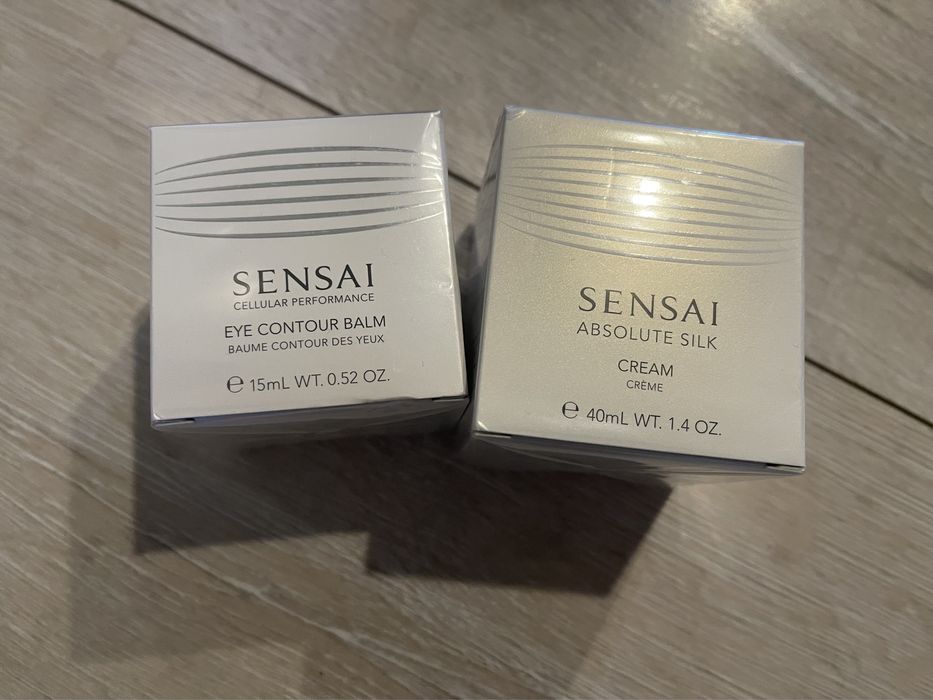 SENSAI
CELLULAR PERFORMANCE
EYE CONTOUR BALM
BAUME CONTOUR DES YEUX
℮ 15mL WT. 0.52 OZ.
SENSAI
ABSOLUTE SILK
CREAM
CRÈME
℮ 40mL WT. 1.4 OZ.